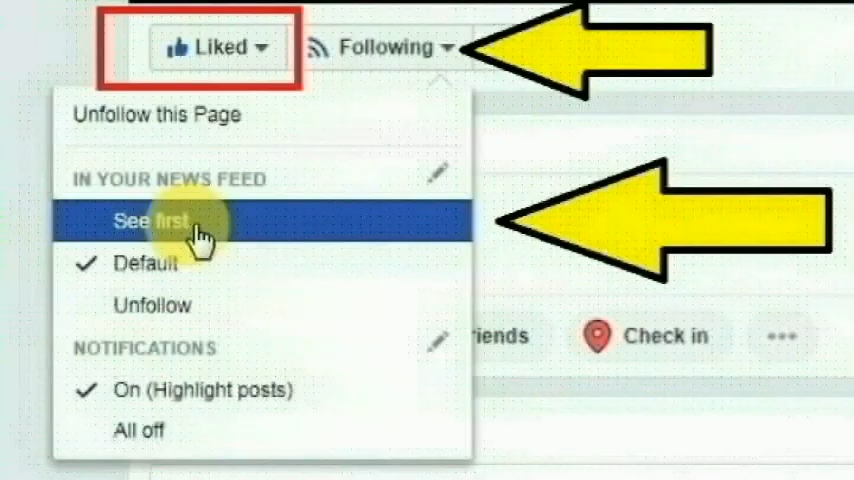 Liked Following
Unfollow this Page
IN YOUR NEWS FEED
See first
Default
Unfollow
riends Check in
NOTIFICATIONS
On (Highlight posts)
All off